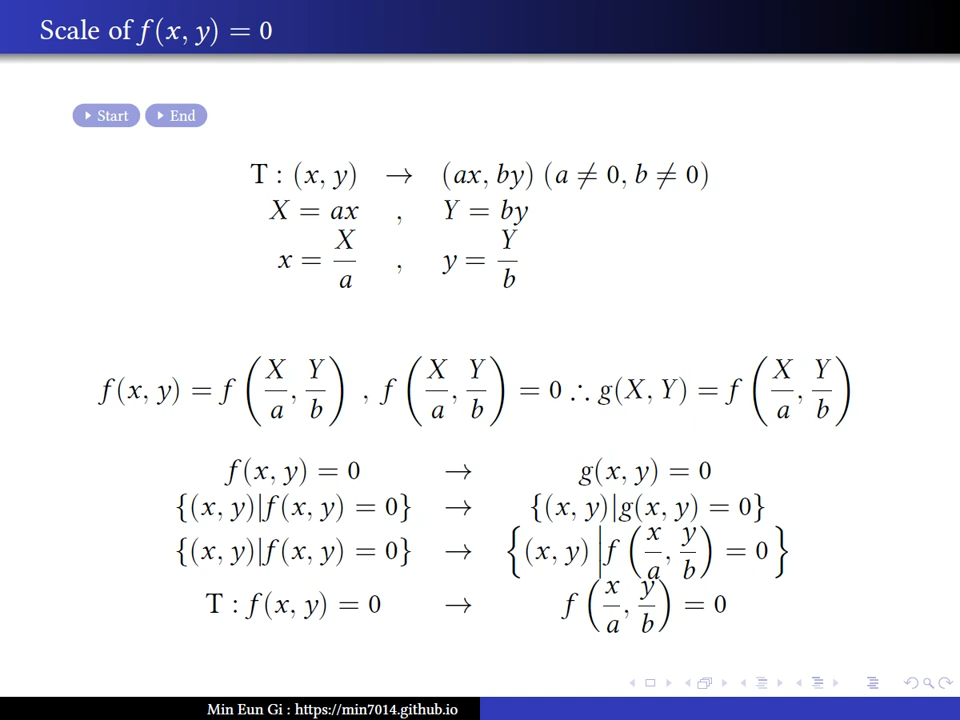 Scale of f(x, y) = 0
Start End
T : (x, y) → (ax, by) (a ≠ 0, b ≠ 0)
X = ax , Y = by
x = X/a , y = Y/b
f(x, y) = f(X/a, Y/b) , f(X/a, Y/b) = 0 ∴ g(X, Y) = f(X/a, Y/b)
f(x, y) = 0 → g(x, y) = 0
{(x, y)|f(x, y) = 0} → {(x, y)|g(x, y) = 0}
{(x, y)|f(x, y) = 0} → {(x, y)|f(x/a, y/b) = 0}
T : f(x, y) = 0 → f(x/a, y/b) = 0
Min Eun Gi : https://min7014.github.io